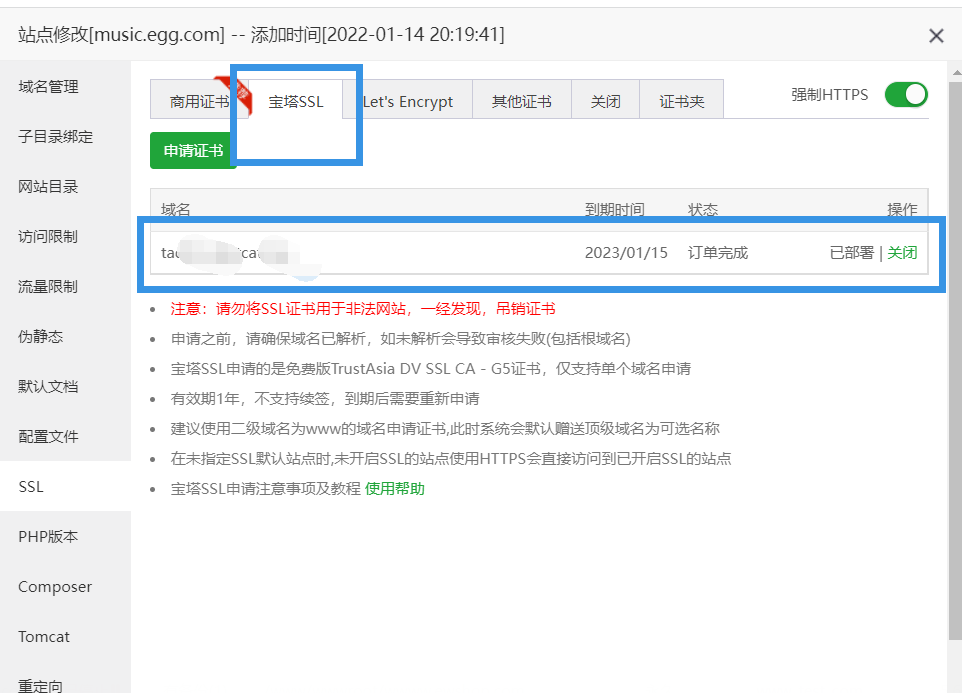 站点修改[music.egg.com] -- 添加时间[2022-01-14 20:19:41]
域名管理
子目录绑定
网站目录
访问限制
流量限制
伪静态
默认文档
配置文件
SSL
PHP版本
Composer
Tomcat
重定向
商用证书 宝塔SSL Let's Encrypt 其他证书 关闭 证书夹 强制HTTPS
申请证书
域名 到期时间 状态 操作
2023/01/15 订单完成 已部署 | 关闭
注意：请勿将SSL证书用于非法网站，一经发现，吊销证书
申请之前，请确保域名已解析，如未解析会导致审核失败(包括根域名)
宝塔SSL申请的是免费版TrustAsia DV SSL CA - G5证书，仅支持单个域名申请
有效期1年，不支持续签，到期后需要重新申请
建议使用二级域名为www的域名申请证书,此时系统会默认赠送顶级域名为可选名称
在未指定SSL默认站点时,未开启SSL的站点使用HTTPS会直接访问到已开启SSL的站点
宝塔SSL申请注意事项及教程 使用帮助